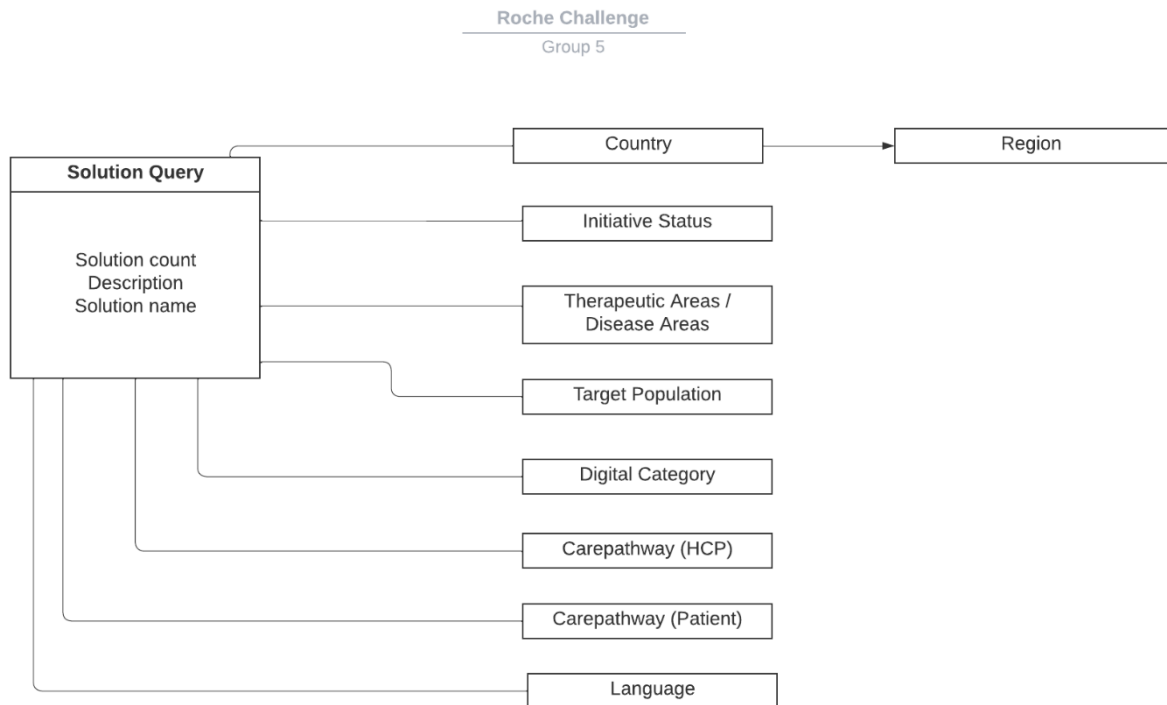 Roche Challenge
Group 5
Country
Region
Solution Query
Initiative Status
Solution count
Description
Solution name
Therapeutic Areas /
Disease Areas
Target Population
Digital Category
Carepathway (HCP)
Carepathway (Patient)
Language